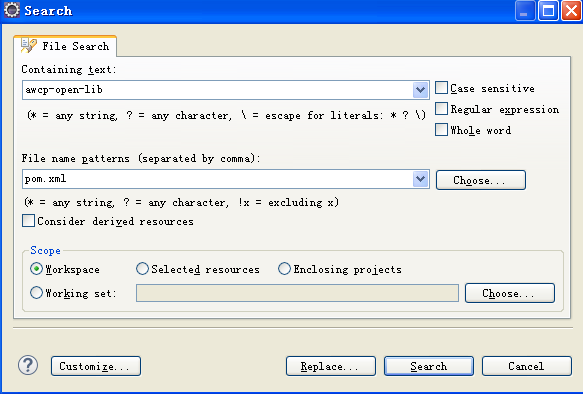 Search
File Search
Containing text:
awcp-open-lib
Case sensitive
(* = any string, ? = any character, \ = escape for literals: * ? \)
Regular expression
Whole word
File name patterns (separated by comma):
pom.xml
Choose...
(* = any string, ? = any character, !x = excluding x)
Consider derived resources
Scope
Workspace
Selected resources
Enclosing projects
Working set:
Choose...
?
Customize...
Replace...
Search
Cancel